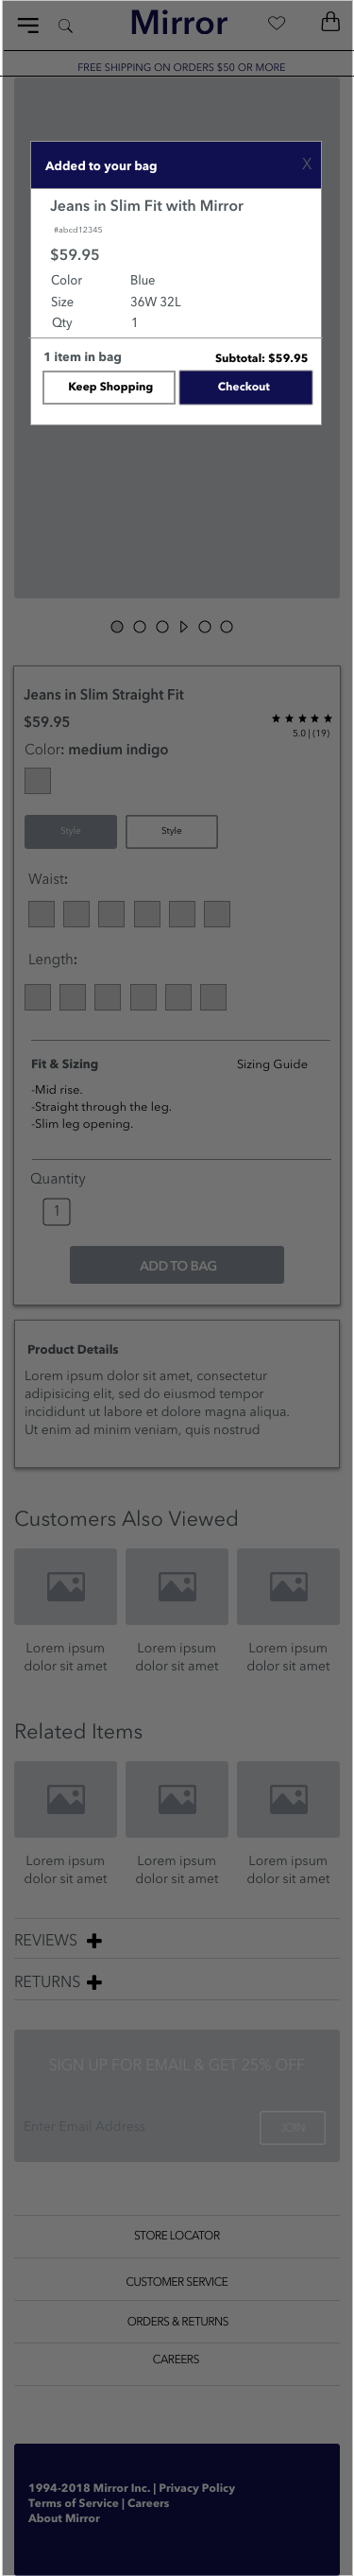 Mirror
FREE SHIPPING ON ORDERS $50 OR MORE
Added to your bag X
Jeans in Slim Fit with Mirror
#abcd12345
$59.95
Color Blue
Size 36W 32L
Qty 1
1 item in bag Subtotal: $59.95
Keep Shopping Checkout
Jeans in Slim Straight Fit
$59.95
5.0 | (19)
Color: medium indigo
Style Style
Waist:
Length:
Fit & Sizing Sizing Guide
-Mid rise.
-Straight through the leg.
-Slim leg opening.
Quantity
1
ADD TO BAG
Product Details
Lorem ipsum dolor sit amet, consectetur
adipisicing elit, sed do eiusmod tempor
incididunt ut labore et dolore magna aliqua.
Ut enim ad minim veniam, quis nostrud
Customers Also Viewed
Lorem ipsum Lorem ipsum Lorem ipsum
dolor sit amet dolor sit amet dolor sit amet
Related Items
Lorem ipsum Lorem ipsum Lorem ipsum
dolor sit amet dolor sit amet dolor sit amet
REVIEWS
RETURNS
SIGN UP FOR EMAIL & GET 25% OFF
Enter Email Address JOIN
STORE LOCATOR
CUSTOMER SERVICE
ORDERS & RETURNS
CAREERS
1994-2018 Mirror Inc. | Privacy Policy
Terms of Service | Careers
About Mirror